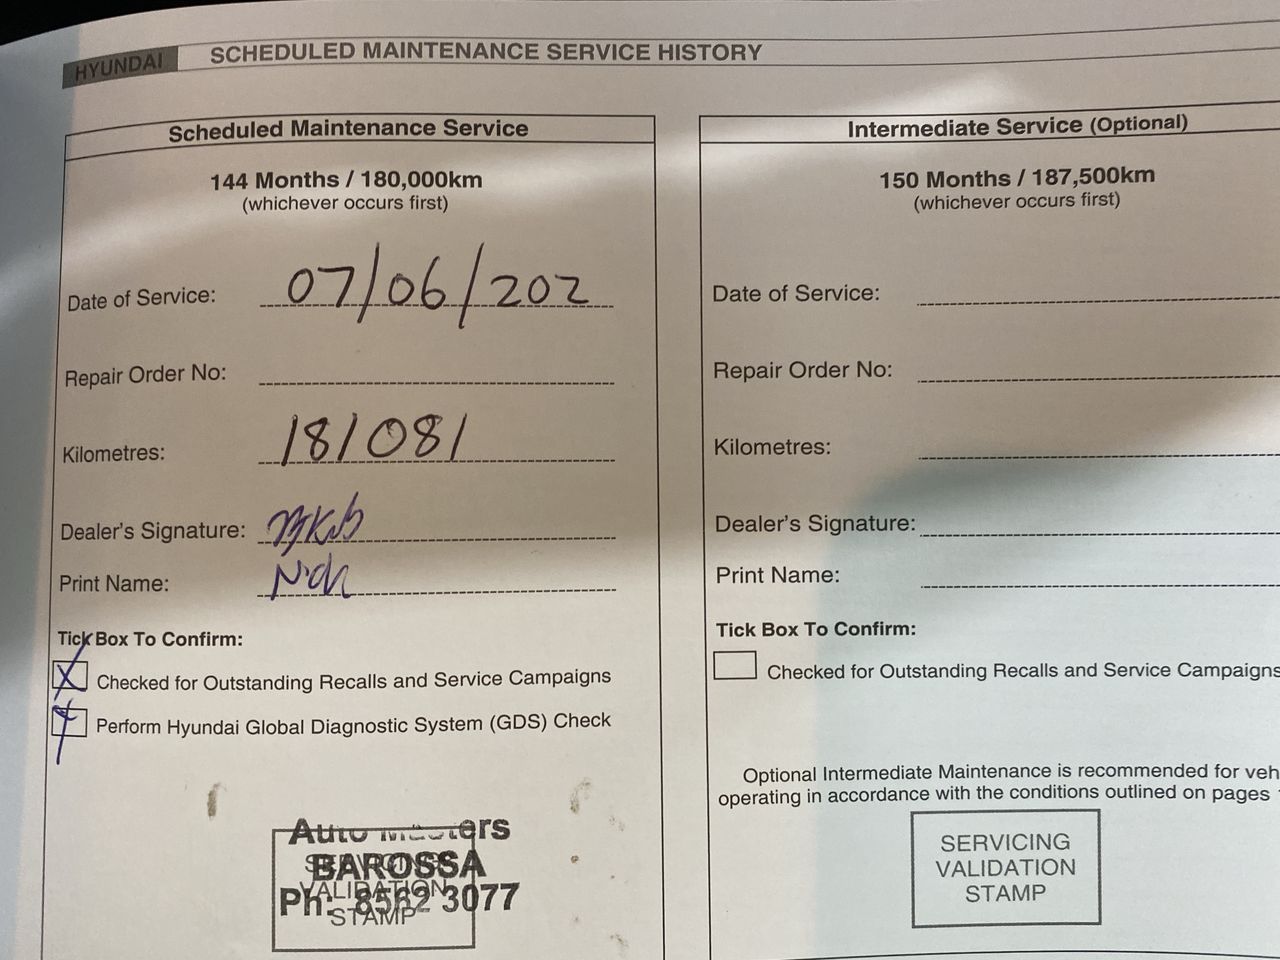 HYUNDAI
SCHEDULED MAINTENANCE SERVICE HISTORY
Scheduled Maintenance Service
144 Months / 180,000km
(whichever occurs first)
Date of Service: 07/06/202
Repair Order No:
Kilometres: 181081
Dealer's Signature:
Print Name: Nick
Tick Box To Confirm:
X Checked for Outstanding Recalls and Service Campaigns
Perform Hyundai Global Diagnostic System (GDS) Check
Auto Masters
BAROSSA
Ph: 8562 3077
SERVICING
VALIDATION
STAMP
Intermediate Service (Optional)
150 Months / 187,500km
(whichever occurs first)
Date of Service:
Repair Order No:
Kilometres:
Dealer's Signature:
Print Name:
Tick Box To Confirm:
Checked for Outstanding Recalls and Service Campaigns
Optional Intermediate Maintenance is recommended for veh
operating in accordance with the conditions outlined on pages
SERVICING
VALIDATION
STAMP